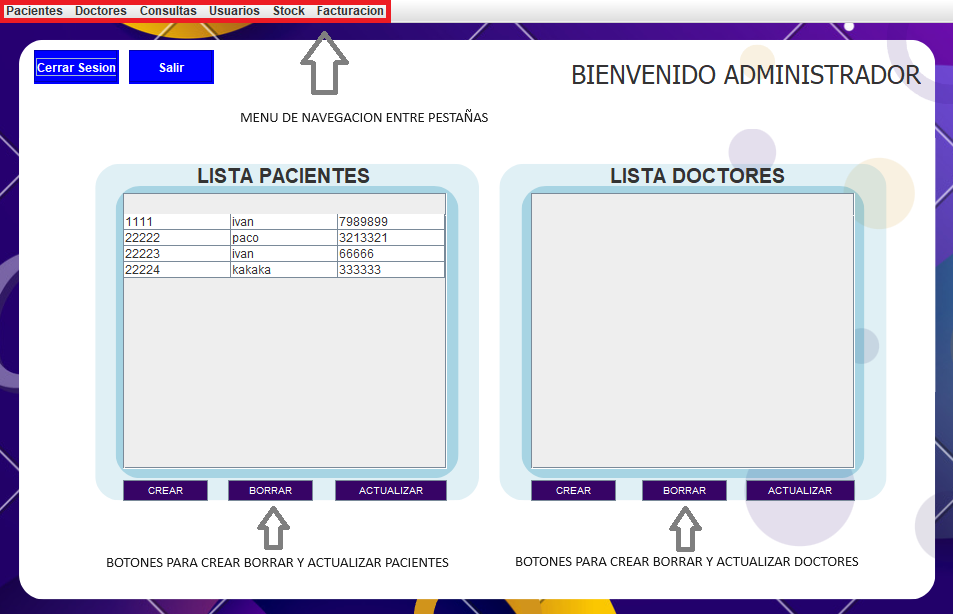 Pacientes Doctores Consultas Usuarios Stock Facturacion
Cerrar Sesion Salir
BIENVENIDO ADMINISTRADOR
MENU DE NAVEGACION ENTRE PESTAÑAS
LISTA PACIENTES
1111 ivan 7989899
22222 paco 3213321
22223 ivan 66666
22224 kakaka 333333
CREAR BORRAR ACTUALIZAR
BOTONES PARA CREAR BORRAR Y ACTUALIZAR PACIENTES
LISTA DOCTORES
CREAR BORRAR ACTUALIZAR
BOTONES PARA CREAR BORRAR Y ACTUALIZAR DOCTORES